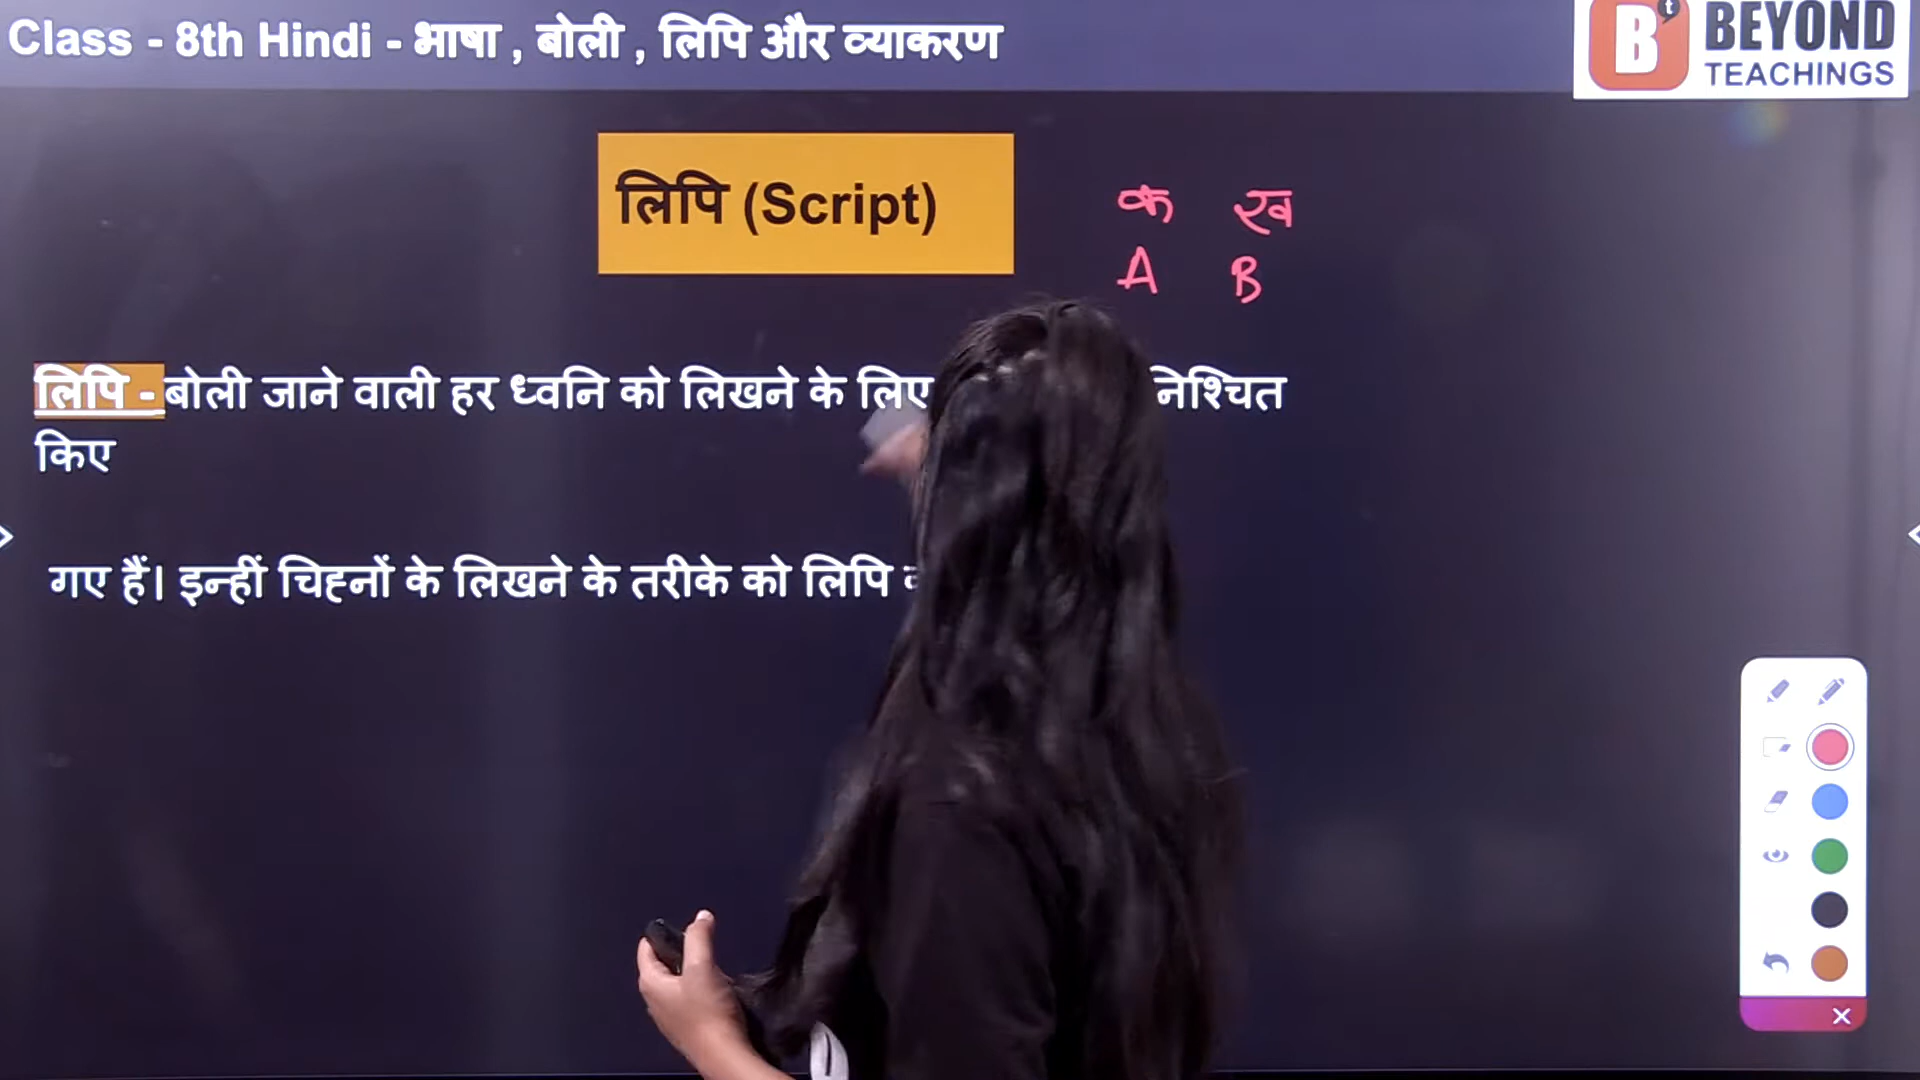 Class - 8th Hindi - भाषा , बोली , लिपि और व्याकरण
B t BEYOND
TEACHINGS
लिपि (Script)
क ख
A B
लिपि - बोली जाने वाली हर ध्वनि को लिखने के लिए निश्चित
किए
गए हैं। इन्हीं चिह्नों के लिखने के तरीके को लिपि